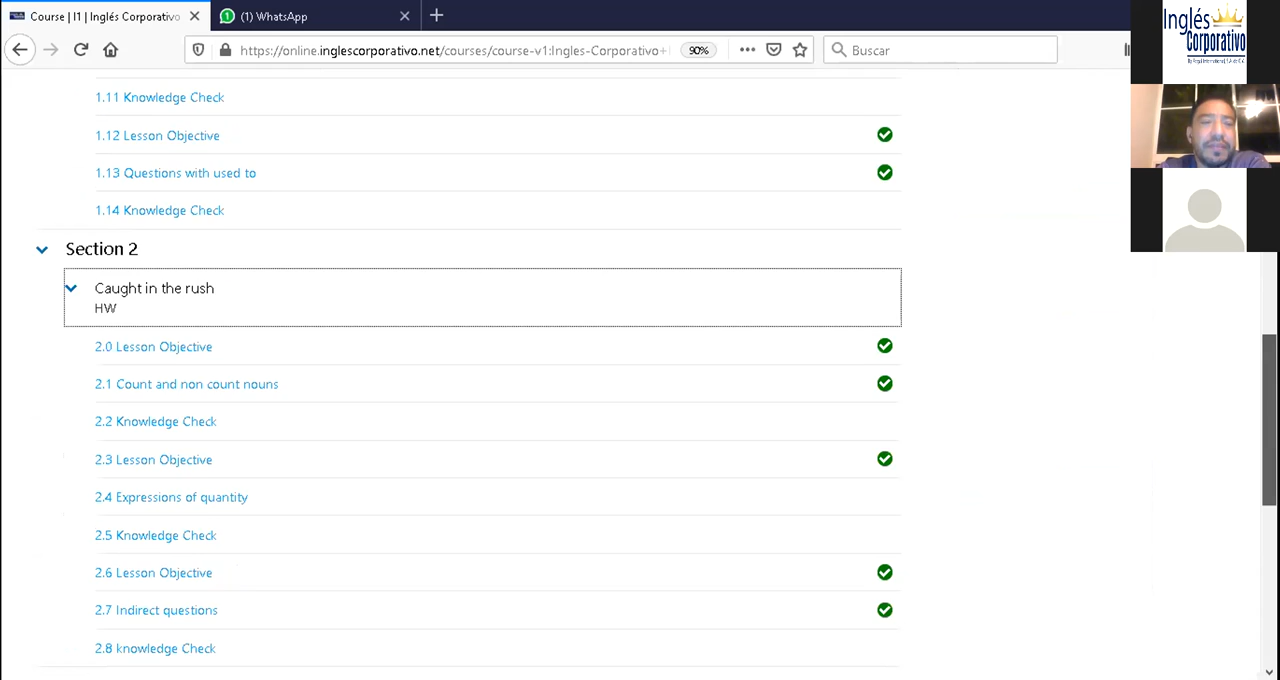 Course | I1 | Inglés Corporativo
(1) WhatsApp
https://online.inglescorporativo.net/courses/course-v1:Ingles-Corporativo+
90%
Buscar
Inglés
Corporativo
1.11 Knowledge Check
1.12 Lesson Objective
1.13 Questions with used to
1.14 Knowledge Check
Section 2
Caught in the rush
HW
2.0 Lesson Objective
2.1 Count and non count nouns
2.2 Knowledge Check
2.3 Lesson Objective
2.4 Expressions of quantity
2.5 Knowledge Check
2.6 Lesson Objective
2.7 Indirect questions
2.8 knowledge Check